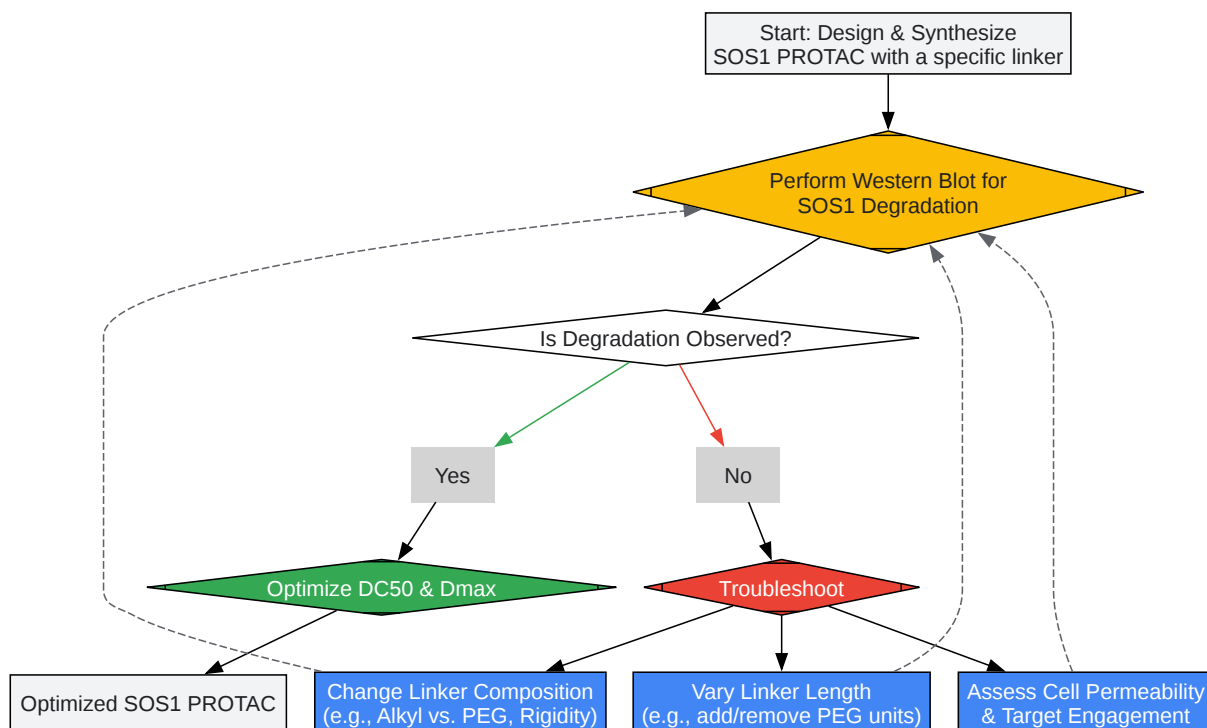 Start: Design & Synthesize
SOS1 PROTAC with a specific linker
Perform Western Blot for
SOS1 Degradation
Is Degradation Observed?
Yes
No
Optimize DC50 & Dmax
Troubleshoot
Optimized SOS1 PROTAC
Change Linker Composition
(e.g., Alkyl vs. PEG, Rigidity)
Vary Linker Length
(e.g., add/remove PEG units)
Assess Cell Permeability
& Target Engagement